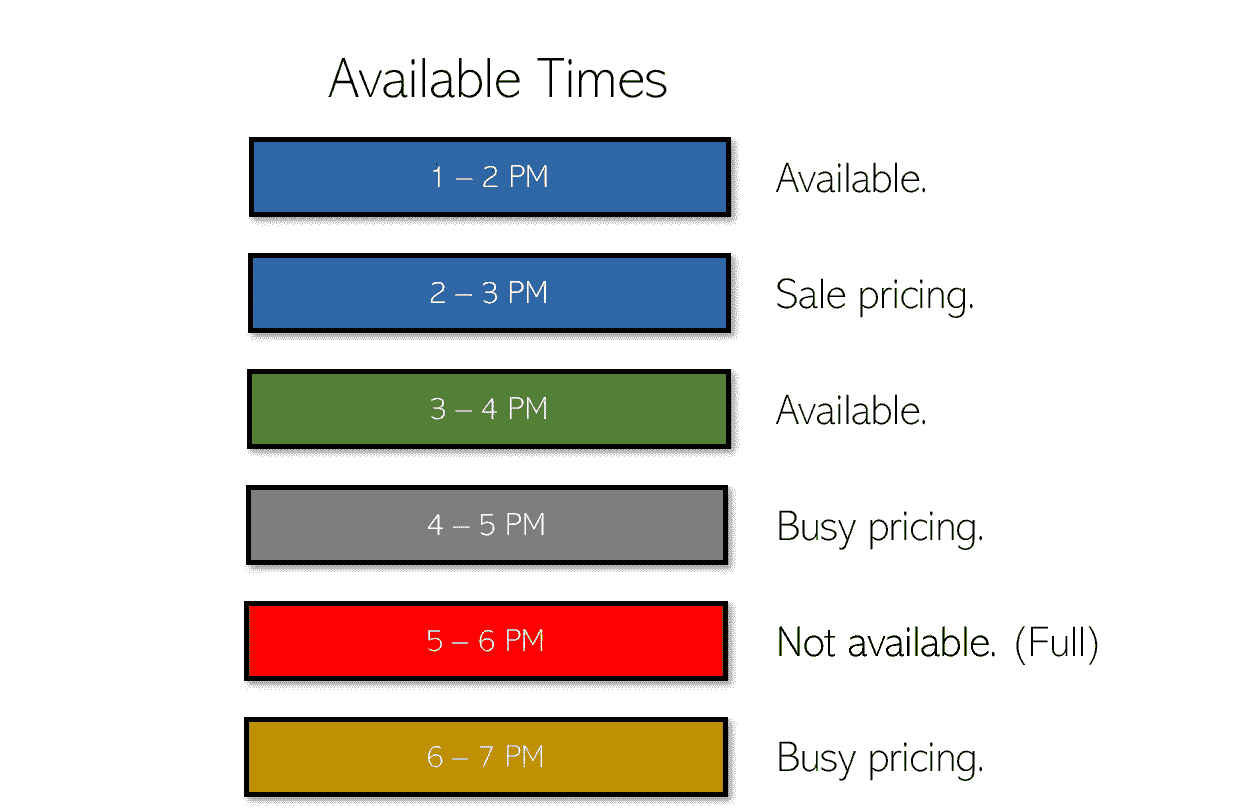 Available Times
1 – 2 PM Available.
2 – 3 PM Sale pricing.
3 – 4 PM Available.
4 – 5 PM Busy pricing.
5 – 6 PM Not available. (Full)
6 – 7 PM Busy pricing.